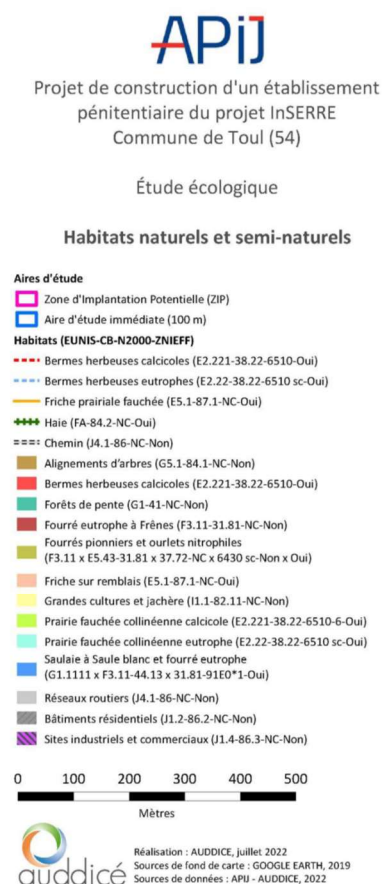 APiJ
Projet de construction d'un établissement
pénitentiaire du projet InSERRE
Commune de Toul (54)
Étude écologique
Habitats naturels et semi-naturels
Aires d'étude
Zone d'Implantation Potentielle (ZIP)
Aire d'étude immédiate (100 m)
Habitats (EUNIS-CB-N2000-ZNIEFF)
Bermes herbeuses calcicoles (E2.221-38.22-6510-Oui)
Bermes herbeuses eutrophes (E2.22-38.22-6510 sc-Oui)
Friche prairiale fauchée (E5.1-87.1-NC-Oui)
Haie (FA-84.2-NC-Oui)
Chemin (J4.1-86-NC-Non)
Alignements d'arbres (G5.1-84.1-NC-Non)
Bermes herbeuses calcicoles (E2.221-38.22-6510-Oui)
Forêts de pente (G1-41-NC-Non)
Fourré eutrophe à Frênes (F3.11-31.81-NC-Non)
Fourrés pionniers et ourlets nitrophiles
(F3.11 x E5.43-31.81 x 37.72-NC x 6430 sc-Non x Oui)
Friche sur remblais (E5.1-87.1-NC-Oui)
Grandes cultures et jachère (I1.1-82.11-NC-Non)
Prairie fauchée collinéenne calcicole (E2.221-38.22-6510-6-Oui)
Prairie fauchée collinéenne eutrophe (E2.22-38.22-6510 sc-Oui)
Saulaie à Saule blanc et fourré eutrophe
(G1.1111 x F3.11-44.13 x 31.81-91E0*1-Oui)
Réseaux routiers (J4.1-86-NC-Non)
Bâtiments résidentiels (J1.2-86.2-NC-Non)
Sites industriels et commerciaux (J1.4-86.3-NC-Non)
0 100 200 300 400 500
Mètres
auddicé
Réalisation : AUDDICE, juillet 2022
Sources de fond de carte : GOOGLE EARTH, 2019
Sources de données : APIJ - AUDDICE, 2022